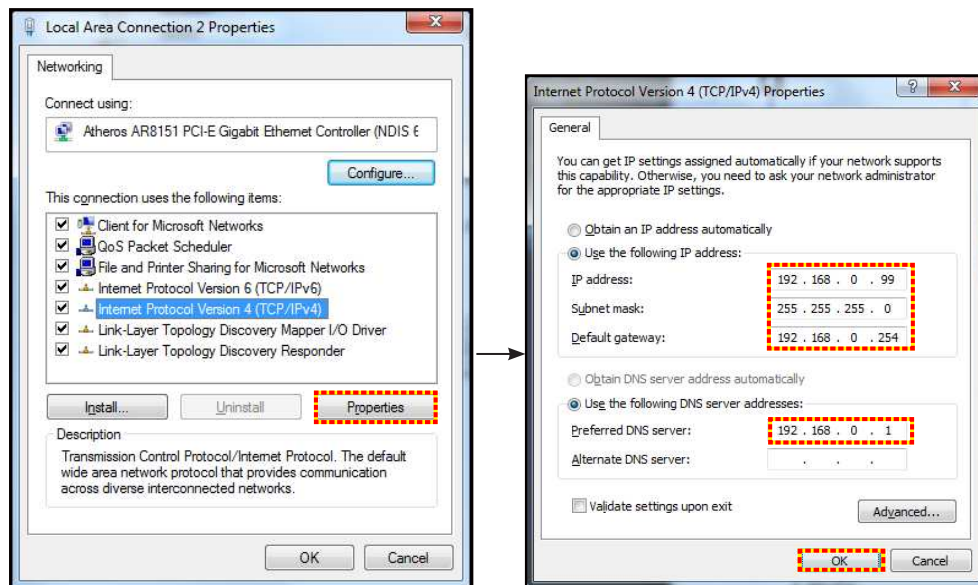 Local Area Connection 2 Properties
Networking
Connect using:
Atheros AR8151 PCI-E Gigabit Ethernet Controller (NDIS 6
Configure...
This connection uses the following items:
Client for Microsoft Networks
QoS Packet Scheduler
File and Printer Sharing for Microsoft Networks
Internet Protocol Version 6 (TCP/IPv6)
Internet Protocol Version 4 (TCP/IPv4)
Link-Layer Topology Discovery Mapper I/O Driver
Link-Layer Topology Discovery Responder
Install...
Uninstall
Properties
Description
Transmission Control Protocol/Internet Protocol. The default
wide area network protocol that provides communication
across diverse interconnected networks.
OK
Cancel
Internet Protocol Version 4 (TCP/IPv4) Properties
General
You can get IP settings assigned automatically if your network supports
this capability. Otherwise, you need to ask your network administrator
for the appropriate IP settings.
Obtain an IP address automatically
Use the following IP address:
IP address: 192 . 168 . 0 . 99
Subnet mask: 255 . 255 . 255 . 0
Default gateway: 192 . 168 . 0 . 254
Obtain DNS server address automatically
Use the following DNS server addresses:
Preferred DNS server: 192 . 168 . 0 . 1
Alternate DNS server: . . .
Validate settings upon exit
Advanced...
OK
Cancel